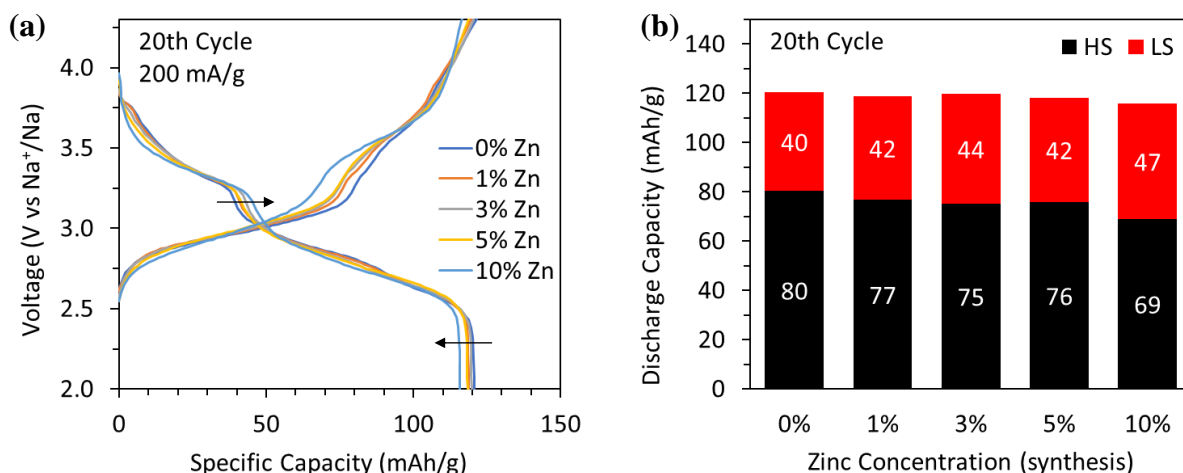 (a)
20th Cycle
200 mA/g
4.0
3.5
3.0
2.5
2.0
Voltage (V vs Na⁺/Na)
0% Zn
1% Zn
3% Zn
5% Zn
10% Zn
0 50 100 150
Specific Capacity (mAh/g)
(b)
20th Cycle
HS LS
140
120
100
80
60
40
20
0
Discharge Capacity (mAh/g)
40 42 44 42 47
80 77 75 76 69
0% 1% 3% 5% 10%
Zinc Concentration (synthesis)